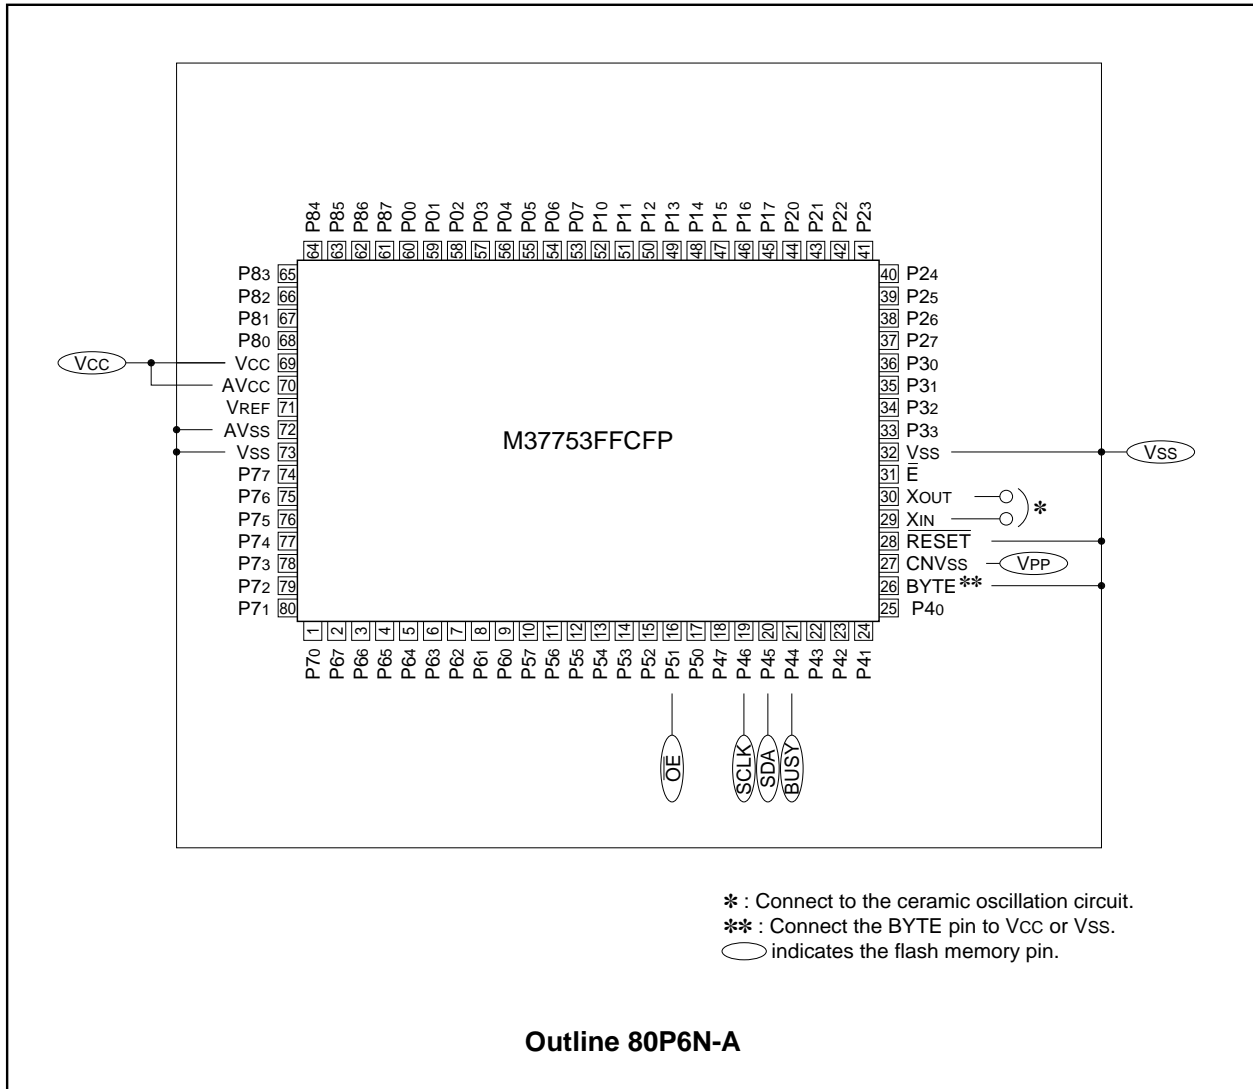 P84 P85 P86 P87 P00 P01 P02 P03 P04 P05 P06 P07 P10 P11 P12 P13 P14 P15 P16 P17 P20 P21 P22 P23
64 63 62 61 60 59 58 57 56 55 54 53 52 51 50 49 48 47 46 45 44 43 42 41
P83 65
P82 66
P81 67
P80 68
VCC VCC 69
AVCC 70
VREF 71
AVSS 72
VSS 73
P77 74
P76 75
P75 76
P74 77
P73 78
P72 79
P71 80
M37753FFCFP
40 P24
39 P25
38 P26
37 P27
36 P30
35 P31
34 P32
33 P33
32 VSS VSS
31 E̅
30 XOUT
29 XIN *
28 R̅E̅S̅E̅T̅
27 CNVSS VPP
26 BYTE **
25 P40
1 2 3 4 5 6 7 8 9 10 11 12 13 14 15 16 17 18 19 20 21 22 23 24
P70 P67 P66 P65 P64 P63 P62 P61 P60 P57 P56 P55 P54 P53 P52 P51 P50 P47 P46 P45 P44 P43 P42 P41
O̅E̅ SCLK SDA BUSY
* : Connect to the ceramic oscillation circuit.
** : Connect the BYTE pin to VCC or VSS.
indicates the flash memory pin.
Outline 80P6N-A